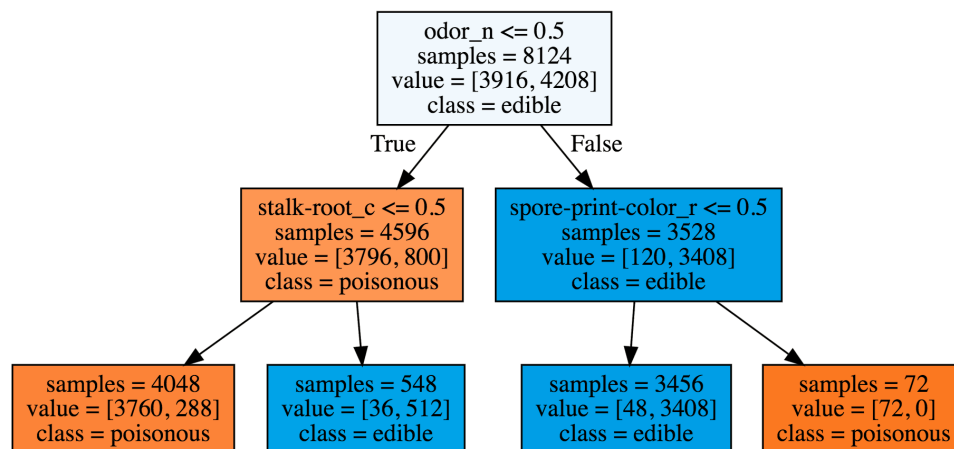 odor_n <= 0.5
samples = 8124
value = [3916, 4208]
class = edible
True
False
stalk-root_c <= 0.5
samples = 4596
value = [3796, 800]
class = poisonous
spore-print-color_r <= 0.5
samples = 3528
value = [120, 3408]
class = edible
samples = 4048
value = [3760, 288]
class = poisonous
samples = 548
value = [36, 512]
class = edible
samples = 3456
value = [48, 3408]
class = edible
samples = 72
value = [72, 0]
class = poisonous